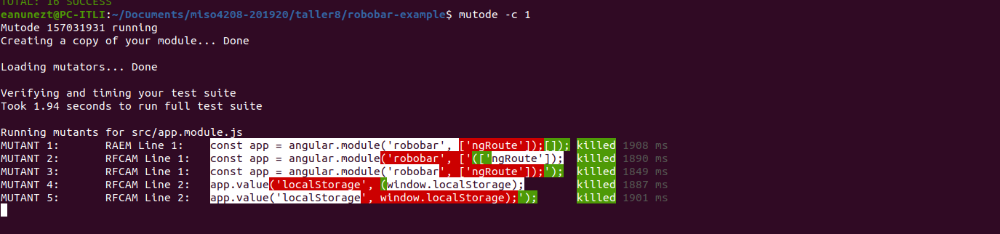 TOTAL: 16 SUCCESS
eanunezt@PC-ITLI:~/Documents/miso4208-201920/taller8/robobar-example$ mutode -c 1
Mutode 157031931 running
Creating a copy of your module... Done
Loading mutators... Done
Verifying and timing your test suite
Took 1.94 seconds to run full test suite
Running mutants for src/app.module.js
MUTANT 1: RAEM Line 1: const app = angular.module('robobar', ['ngRoute']);[]); killed 1908 ms
MUTANT 2: RFCAM Line 1: const app = angular.module('robobar', ['(['ngRoute']); killed 1890 ms
MUTANT 3: RFCAM Line 1: const app = angular.module('robobar', ['ngRoute']);'); killed 1849 ms
MUTANT 4: RFCAM Line 2: app.value('localStorage', (window.localStorage); killed 1887 ms
MUTANT 5: RFCAM Line 2: app.value('localStorage', window.localStorage);'); killed 1901 ms